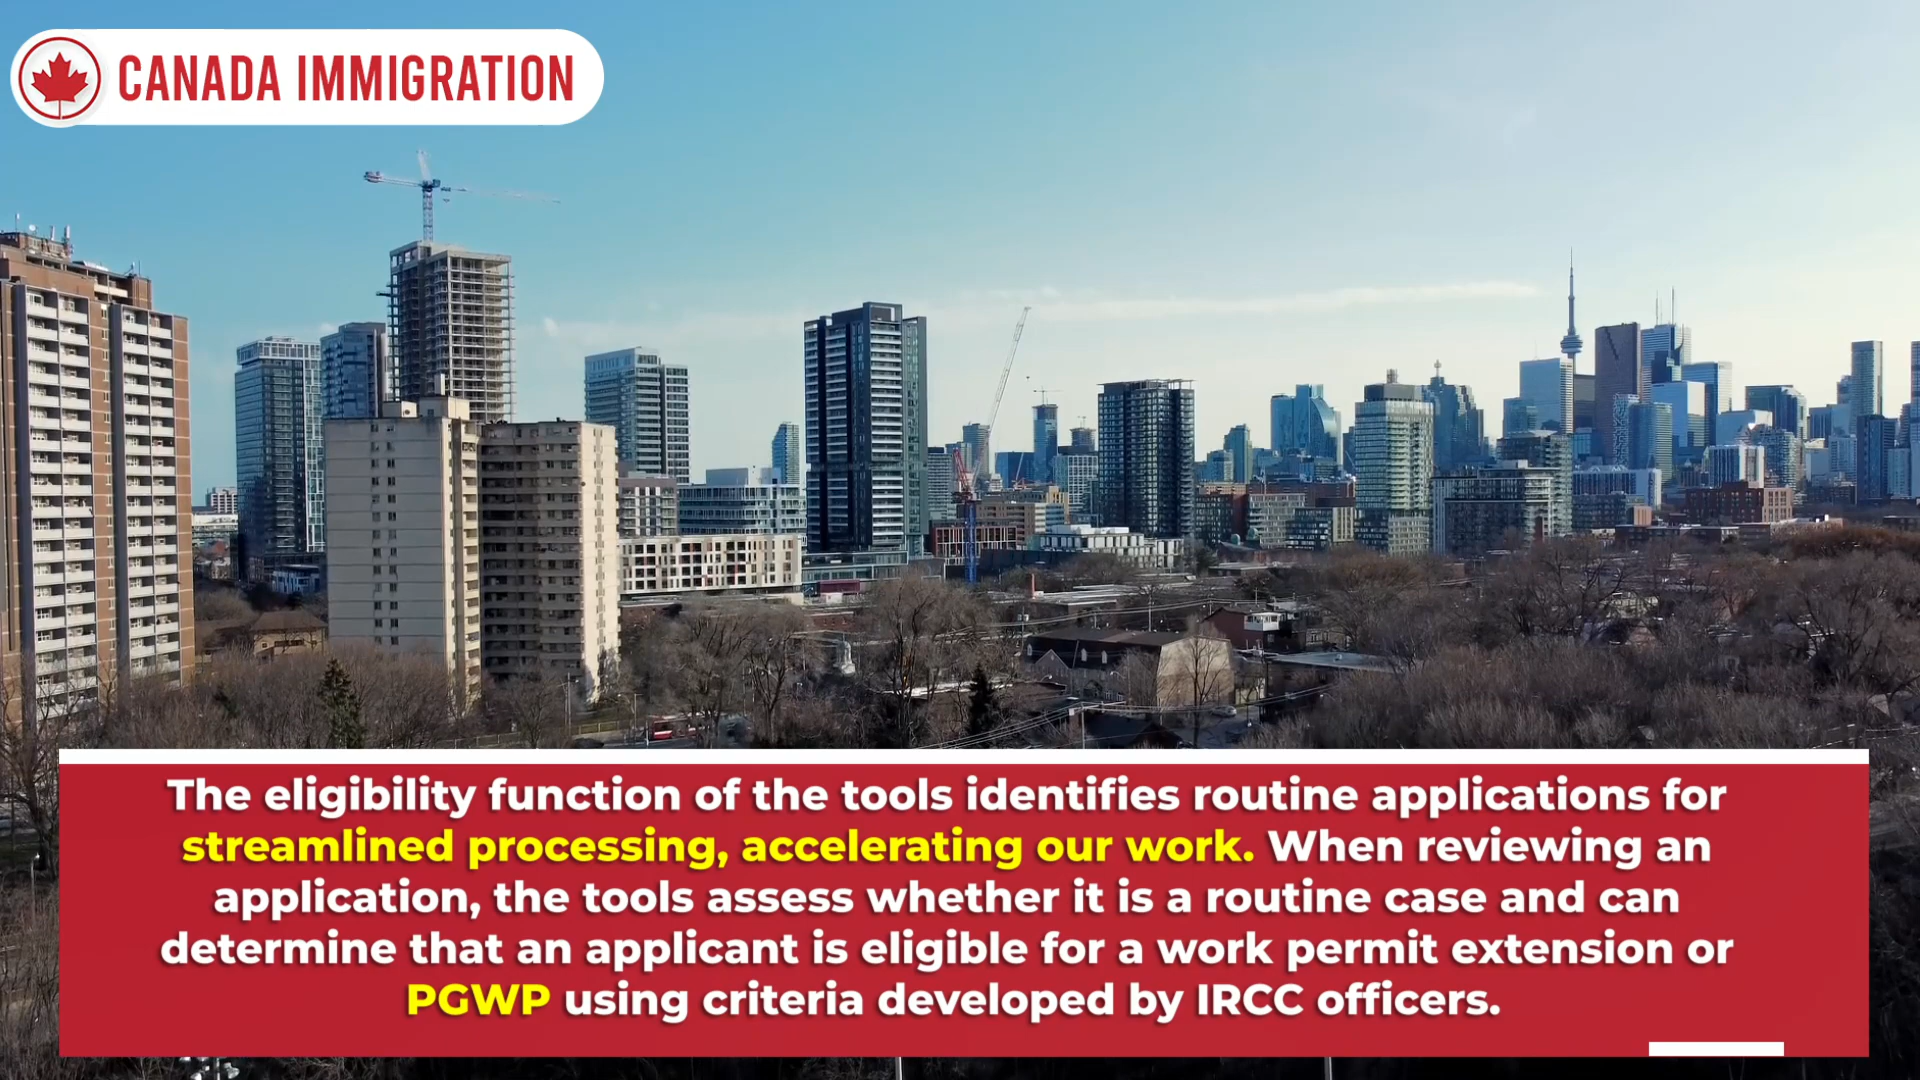 CANADA IMMIGRATION
The eligibility function of the tools identifies routine applications for
streamlined processing, accelerating our work. When reviewing an
application, the tools assess whether it is a routine case and can
determine that an applicant is eligible for a work permit extension or
PGWP using criteria developed by IRCC officers.